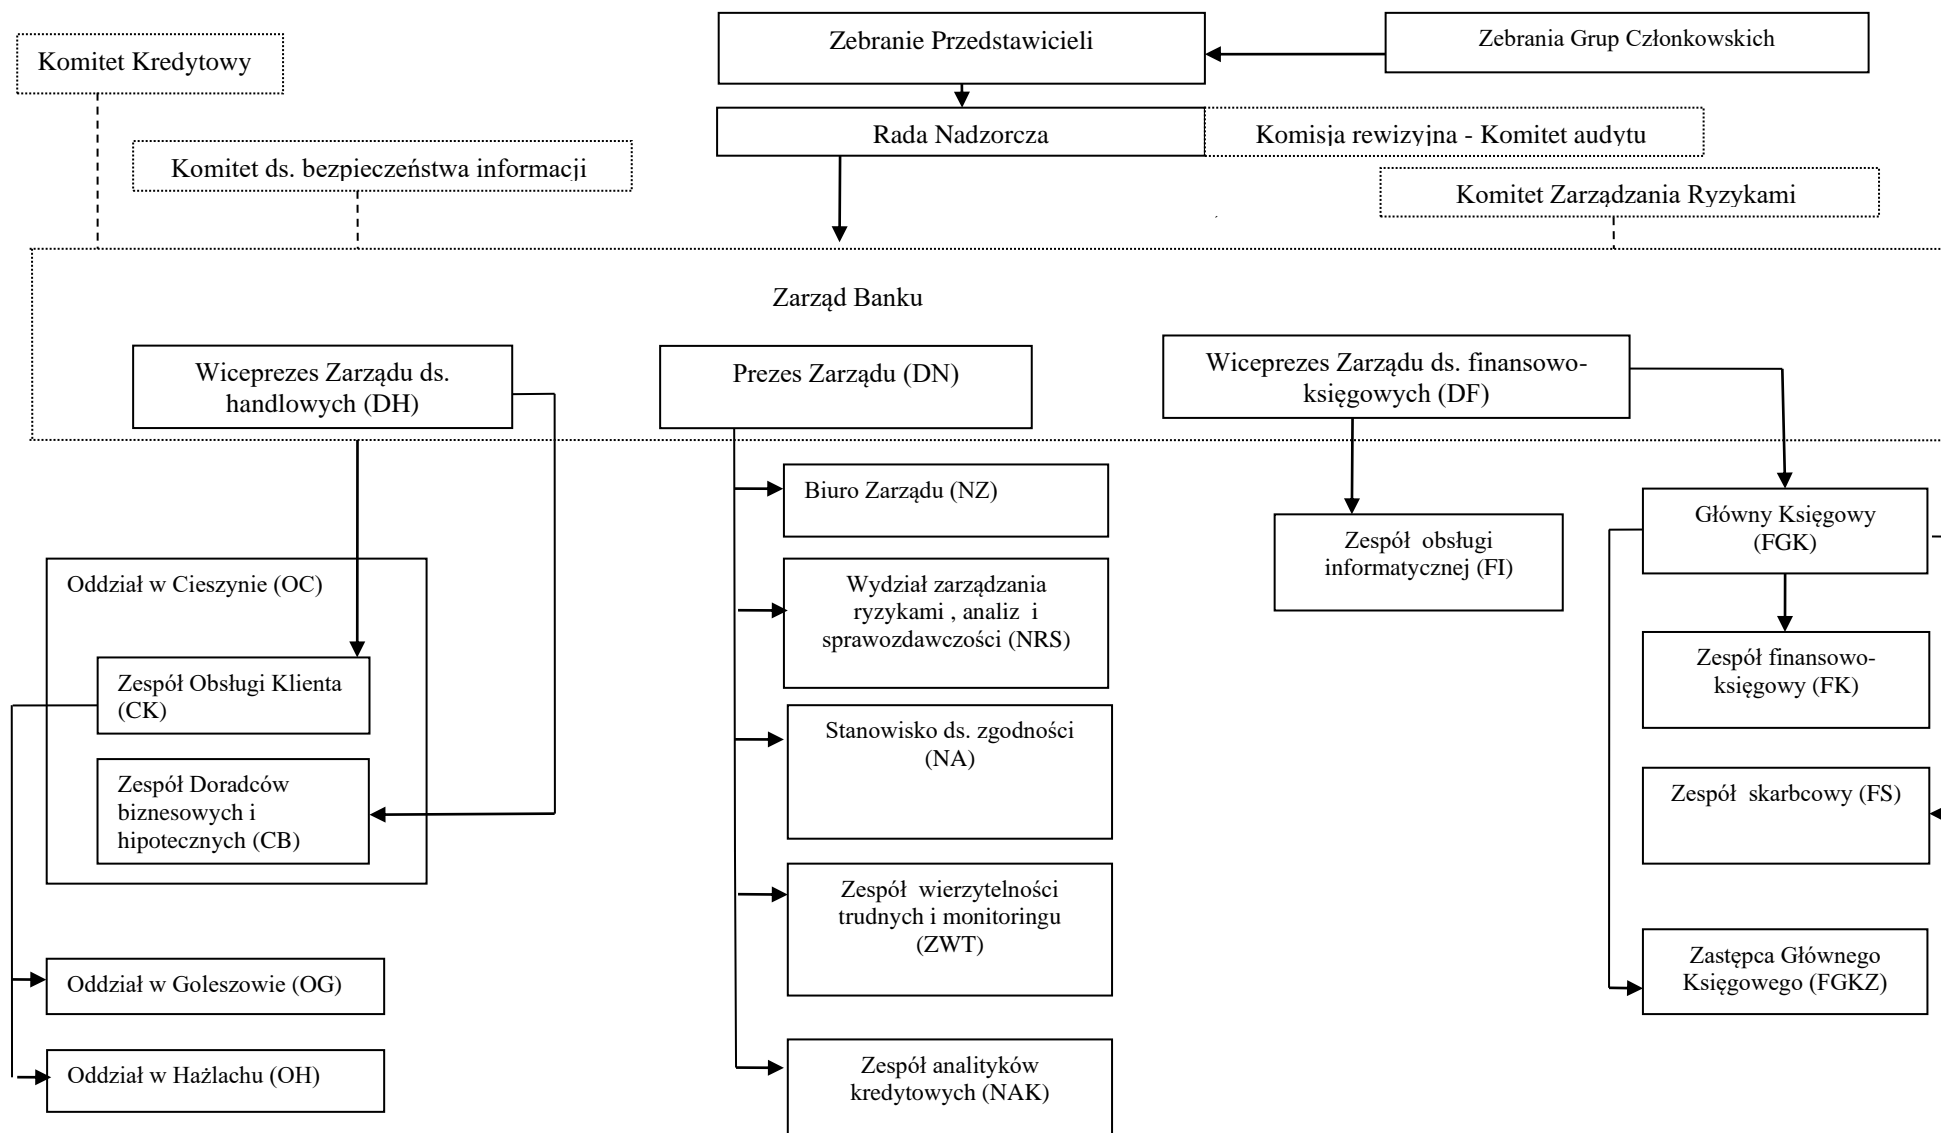 Zebranie Przedstawicieli
Zebrania Grup Członkowskich
Komitet Kredytowy
Rada Nadzorcza
Komisja rewizyjna - Komitet audytu
Komitet ds. bezpieczeństwa informacji
Komitet Zarządzania Ryzykami
Zarząd Banku
Wiceprezes Zarządu ds.
handlowych (DH)
Prezes Zarządu (DN)
Wiceprezes Zarządu ds. finansowo-
księgowych (DF)
Oddział w Cieszynie (OC)
Zespół Obsługi Klienta
(CK)
Zespół Doradców
biznesowych i
hipotecznych (CB)
Oddział w Goleszowie (OG)
Oddział w Hażlachu (OH)
Biuro Zarządu (NZ)
Wydział zarządzania
ryzykami , analiz i
sprawozdawczości (NRS)
Stanowisko ds. zgodności
(NA)
Zespół wierzytelności
trudnych i monitoringu
(ZWT)
Zespół analityków
kredytowych (NAK)
Zespół obsługi
informatycznej (FI)
Główny Księgowy
(FGK)
Zespół finansowo-
księgowy (FK)
Zespół skarbcowy (FS)
Zastępca Głównego
Księgowego (FGKZ)